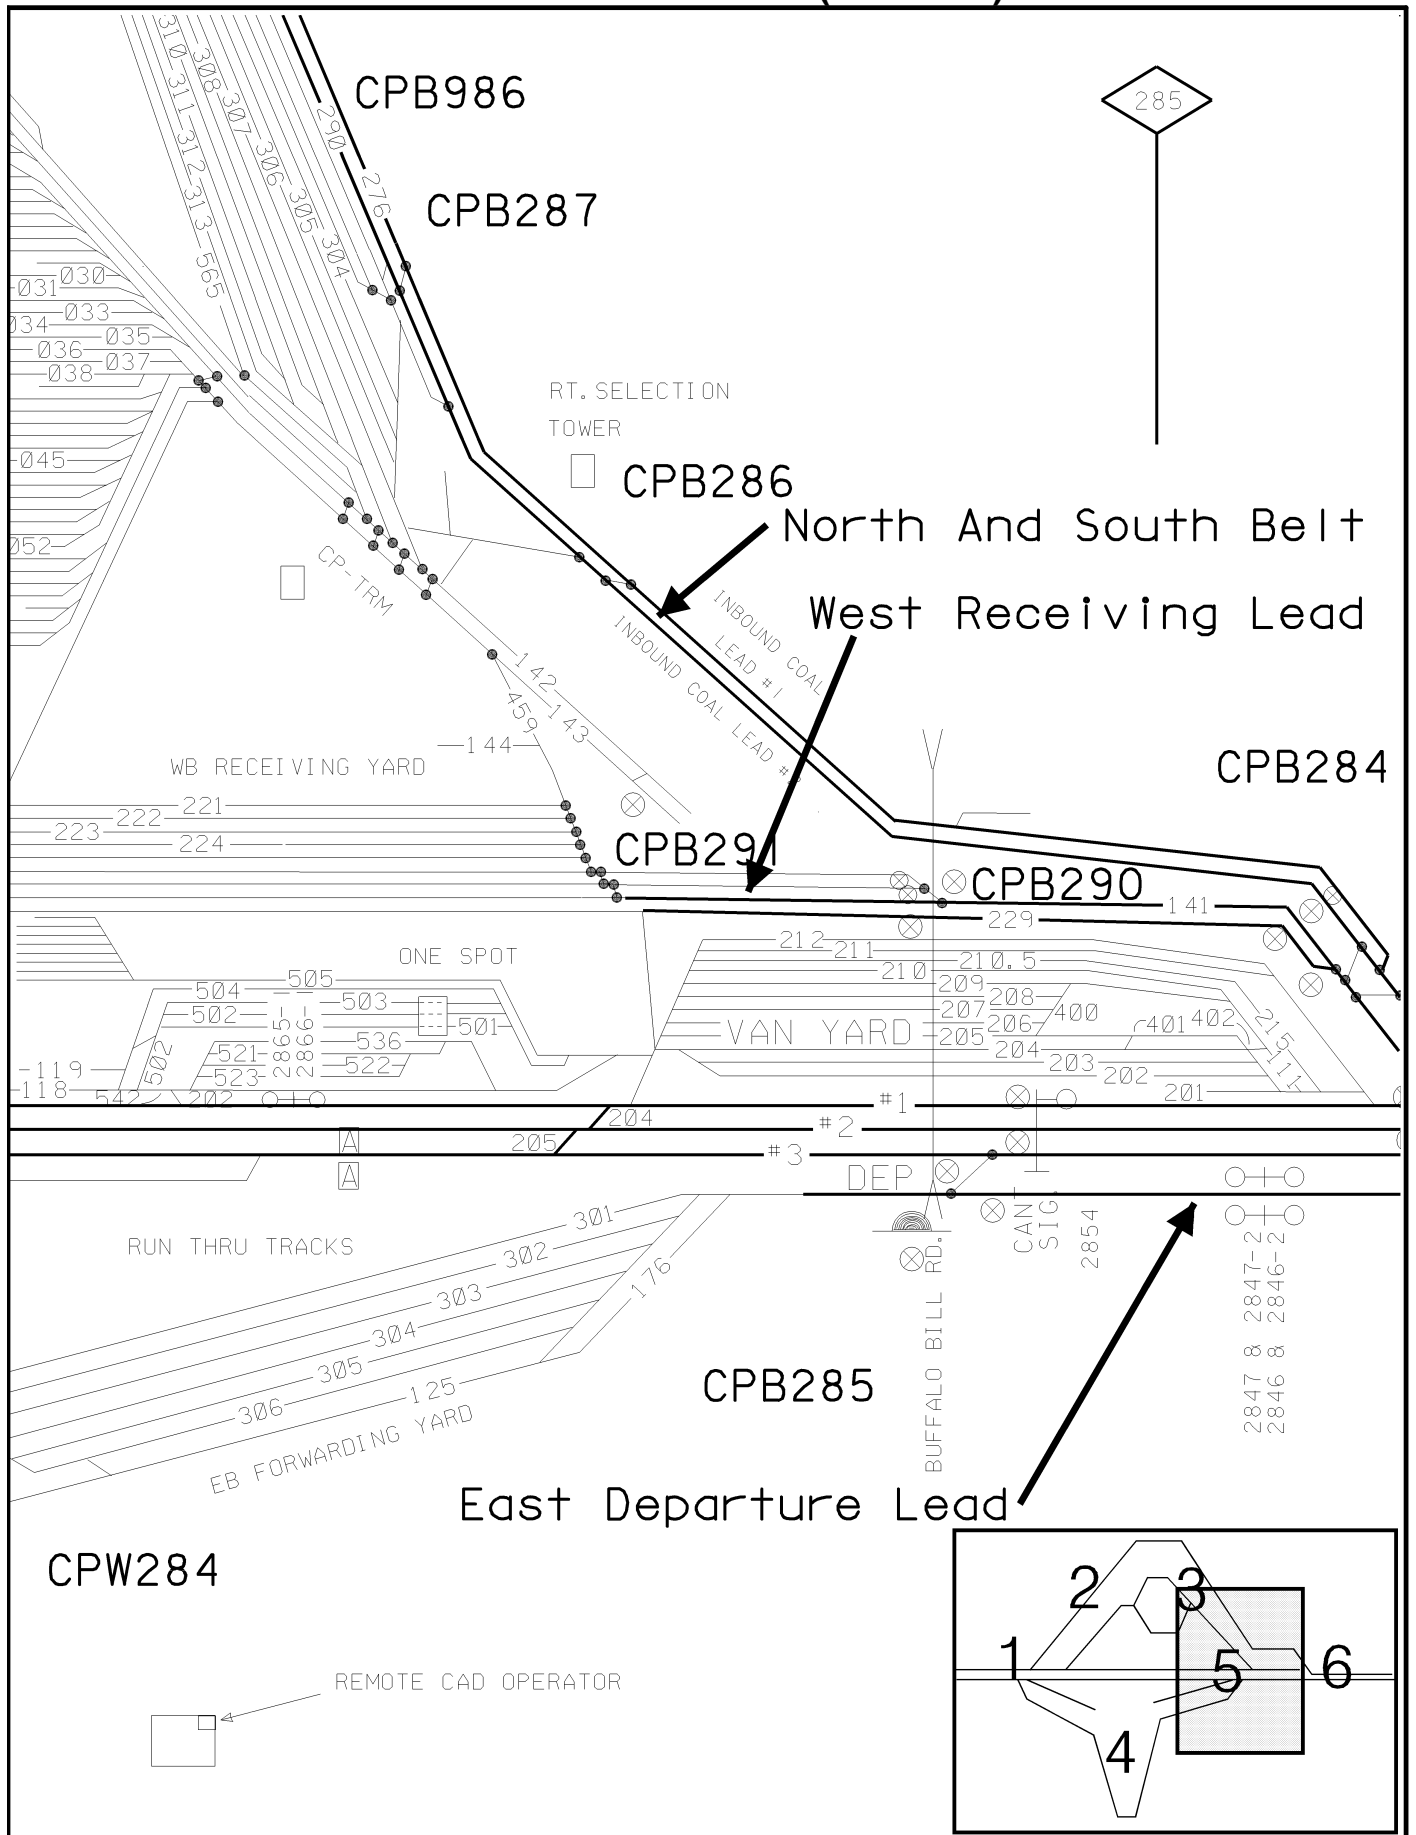 CPB986
285
310 311 312 313 565
308 307 306 305 304
290
276
CPB287
030
031
033
034
035
036
037
038
045
052
RT. SELECTION
TOWER
CPB286
North And South Belt
CP-TRM
West Receiving Lead
INBOUND COAL
LEAD #1
INBOUND COAL LEAD #
142
143
459
144
WB RECEIVING YARD
CPB284
221
222
223
224
CPB291
CPB290
141
229
ONE SPOT
212
211
210.5
210
209
208
207
206
205
400
401
402
215
111
VAN YARD
204
203
202
201
505
504
503
502
501
502
536
521
522
523
2865-1
2866-1
119
118
542
202
#1
204
#2
205
#3
A
A
DEP
CANT
SIG.
2854
RUN THRU TRACKS
301
302
303
304
305
306
125
176
EB FORWARDING YARD
BUFFALO BILL RD.
2847 & 2847-2
2846 & 2846-2
CPB285
East Departure Lead
CPW284
REMOTE CAD OPERATOR
1
2
3
4
5
6